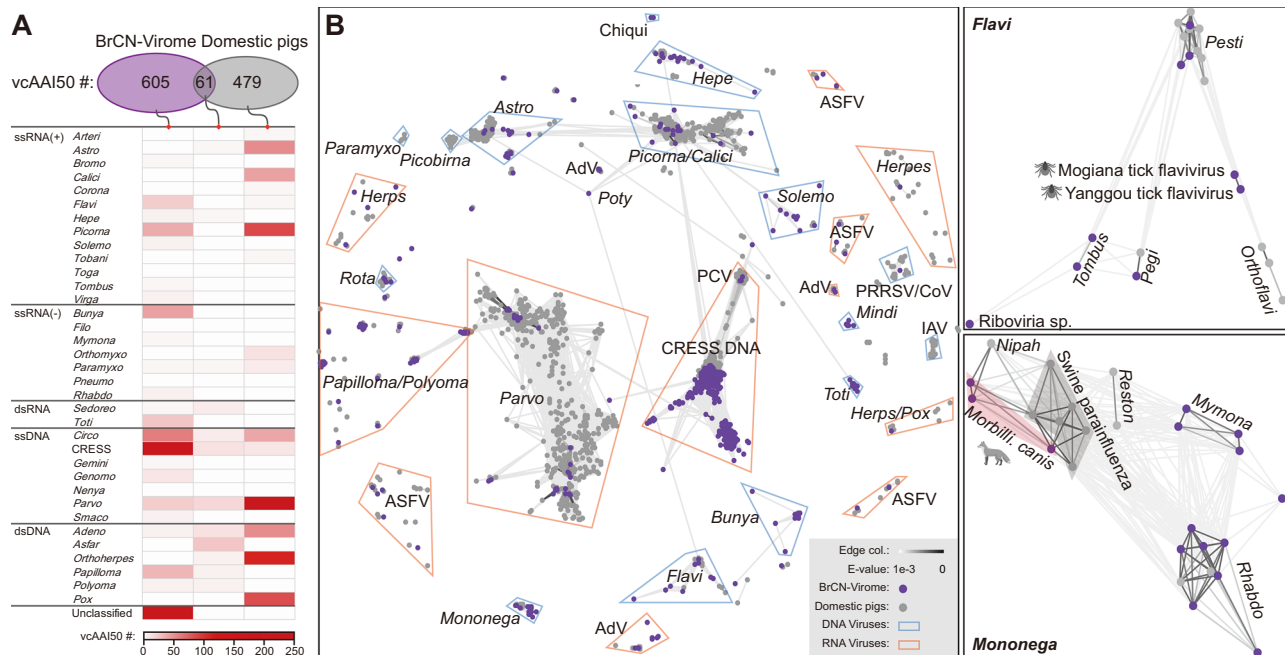 A
BrCN-Virome Domestic pigs
vcAAI50 #:
605
61
479
ssRNA(+)
Arteri
Astro
Bromo
Calici
Corona
Flavi
Hepe
Picorna
Solemo
Tobani
Toga
Tombus
Virga
ssRNA(-)
Bunya
Filo
Mymona
Orthomyxo
Paramyxo
Pneumo
Rhabdo
dsRNA
Sedoreo
Toti
ssDNA
Circo
CRESS
Gemini
Genomo
Nenya
Parvo
Smaco
dsDNA
Adeno
Asfar
Orthoherpes
Papilloma
Polyoma
Pox
Unclassified
vcAAI50 #:
0 50 100 150 200 250
B
Chiqui
Hepe
ASFV
Astro
Paramyxo
Picobirna
Picorna/Calici
AdV
Poty
Herpes
Herps
Solemo
ASFV
Rota
PCV
PRRSV/CoV
AdV
Mindi
IAV
CRESS DNA
Papilloma/Polyoma
Parvo
Toti
Herps/Pox
ASFV
ASFV
Bunya
Flavi
Mononega
AdV
Edge col.:
E-value: 1e-3 0
BrCN-Virome
Domestic pigs
DNA Viruses
RNA Viruses
Flavi
Pesti
Mogiana tick flavivirus
Yanggou tick flavivirus
Tombus
Pegi
Orthoflavi
Riboviria sp.
Nipah
Swine parainfluenza
Reston
Mymona
Morbilli. canis
Rhabdo
Mononega